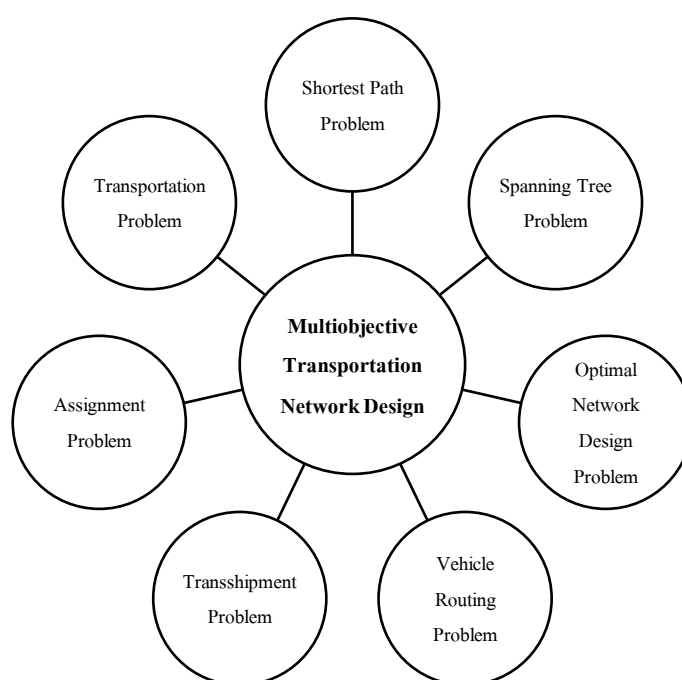 Shortest Path
Problem
Spanning Tree
Problem
Optimal
Network
Design
Problem
Vehicle
Routing
Problem
Transshipment
Problem
Assignment
Problem
Transportation
Problem
Multiobjective
Transportation
Network Design